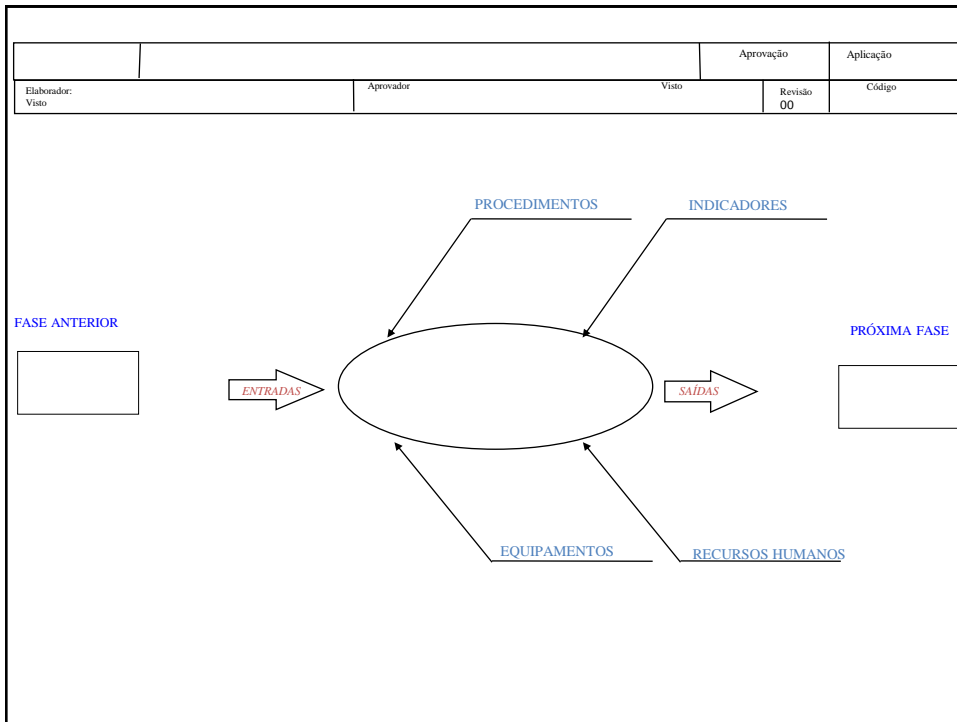 Aprovação
Aplicação
Elaborador:
Visto
Aprovador
Visto
Revisão
00
Código
PROCEDIMENTOS
INDICADORES
FASE ANTERIOR
PRÓXIMA FASE
ENTRADAS
SAÍDAS
EQUIPAMENTOS
RECURSOS HUMANOS